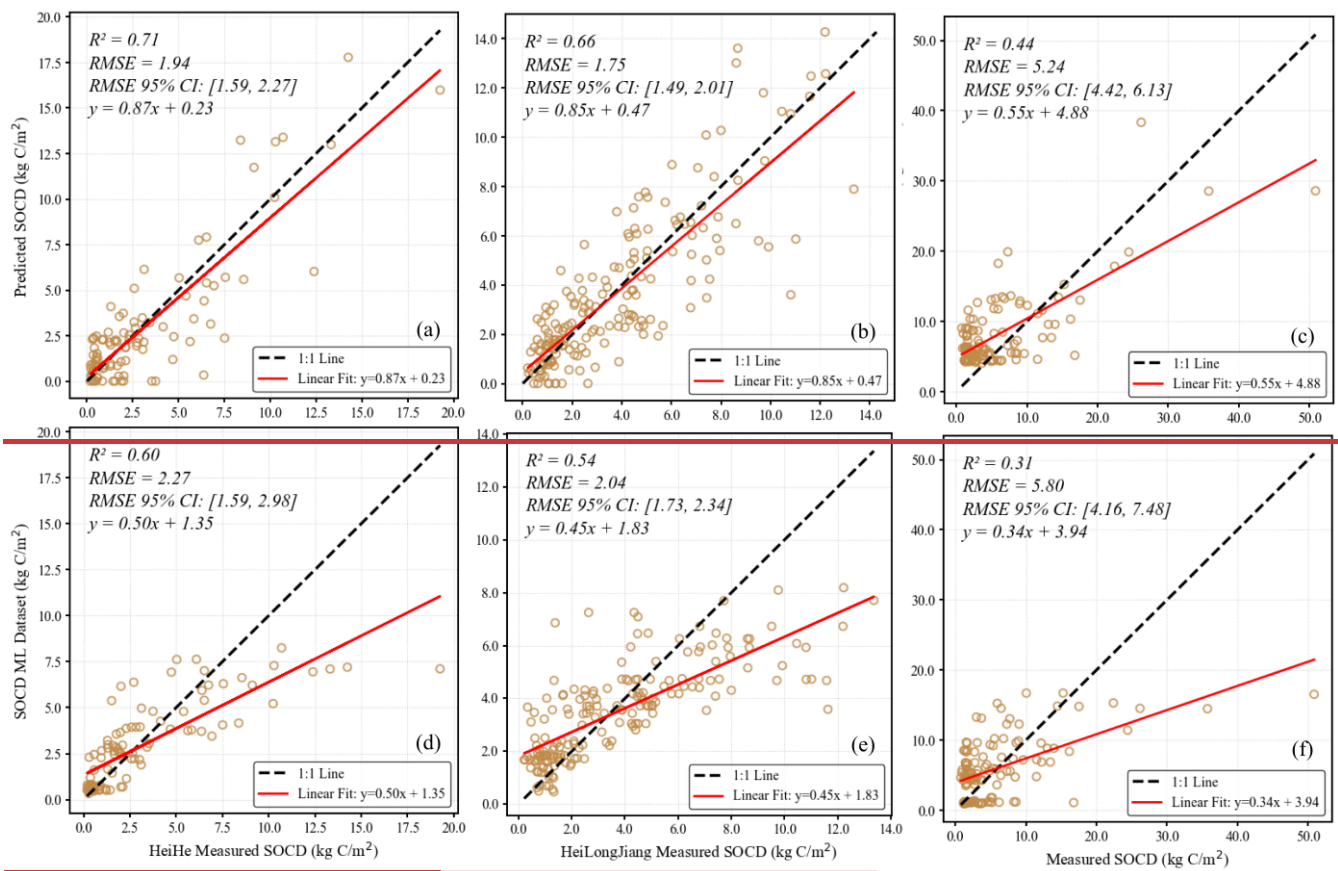 20.0
17.5
15.0
12.5
10.0
7.5
5.0
2.5
0.0
Predicted SOCD (kg C/m²)
R² = 0.71
RMSE = 1.94
RMSE 95% CI: [1.59, 2.27]
y = 0.87x + 0.23
(a)
1:1 Line
Linear Fit: y=0.87x + 0.23
0.0 2.5 5.0 7.5 10.0 12.5 15.0 17.5 20.0
14.0
12.0
10.0
8.0
6.0
4.0
2.0
0.0
R² = 0.66
RMSE = 1.75
RMSE 95% CI: [1.49, 2.01]
y = 0.85x + 0.47
(b)
1:1 Line
Linear Fit: y=0.85x + 0.47
0.0 2.0 4.0 6.0 8.0 10.0 12.0 14.0
50.0
40.0
30.0
20.0
10.0
0.0
R² = 0.44
RMSE = 5.24
RMSE 95% CI: [4.42, 6.13]
y = 0.55x + 4.88
(c)
1:1 Line
Linear Fit: y=0.55x + 4.88
0.0 10.0 20.0 30.0 40.0 50.0
20.0
17.5
15.0
12.5
10.0
7.5
5.0
2.5
0.0
SOCD ML Dataset (kg C/m²)
R² = 0.60
RMSE = 2.27
RMSE 95% CI: [1.59, 2.98]
y = 0.50x + 1.35
(d)
1:1 Line
Linear Fit: y=0.50x + 1.35
0.0 2.5 5.0 7.5 10.0 12.5 15.0 17.5 20.0
HeiHe Measured SOCD (kg C/m²)
14.0
12.0
10.0
8.0
6.0
4.0
2.0
0.0
R² = 0.54
RMSE = 2.04
RMSE 95% CI: [1.73, 2.34]
y = 0.45x + 1.83
(e)
1:1 Line
Linear Fit: y=0.45x + 1.83
0.0 2.0 4.0 6.0 8.0 10.0 12.0 14.0
HeiLongJiang Measured SOCD (kg C/m²)
50.0
40.0
30.0
20.0
10.0
0.0
R² = 0.31
RMSE = 5.80
RMSE 95% CI: [4.16, 7.48]
y = 0.34x + 3.94
(f)
1:1 Line
Linear Fit: y=0.34x + 3.94
0.0 10.0 20.0 30.0 40.0 50.0
Measured SOCD (kg C/m²)